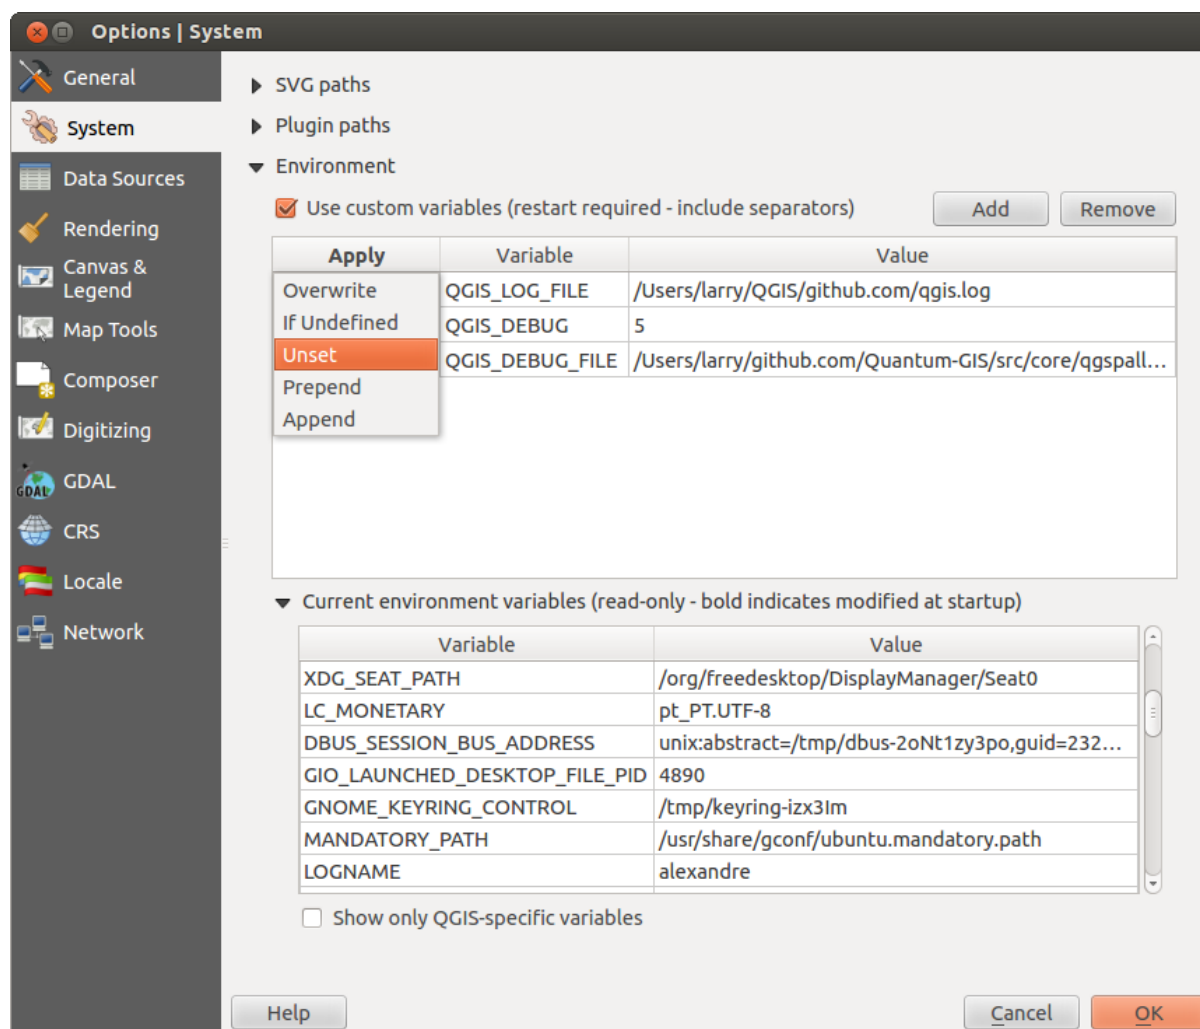 Options | System
General
System
Data Sources
Rendering
Canvas &
Legend
Map Tools
Composer
Digitizing
GDAL
GDAL
CRS
Locale
Network
SVG paths
Plugin paths
Environment
Use custom variables (restart required - include separators)
Add
Remove
Apply Variable Value
Overwrite
If Undefined
Unset
Prepend
Append
QGIS_LOG_FILE /Users/larry/QGIS/github.com/qgis.log
QGIS_DEBUG 5
QGIS_DEBUG_FILE /Users/larry/github.com/Quantum-GIS/src/core/qgspall...
Current environment variables (read-only - bold indicates modified at startup)
Variable Value
XDG_SEAT_PATH /org/freedesktop/DisplayManager/Seat0
LC_MONETARY pt_PT.UTF-8
DBUS_SESSION_BUS_ADDRESS unix:abstract=/tmp/dbus-2oNt1zy3po,guid=232...
GIO_LAUNCHED_DESKTOP_FILE_PID 4890
GNOME_KEYRING_CONTROL /tmp/keyring-izx3Im
MANDATORY_PATH /usr/share/gconf/ubuntu.mandatory.path
LOGNAME alexandre
Show only QGIS-specific variables
Help
Cancel
OK